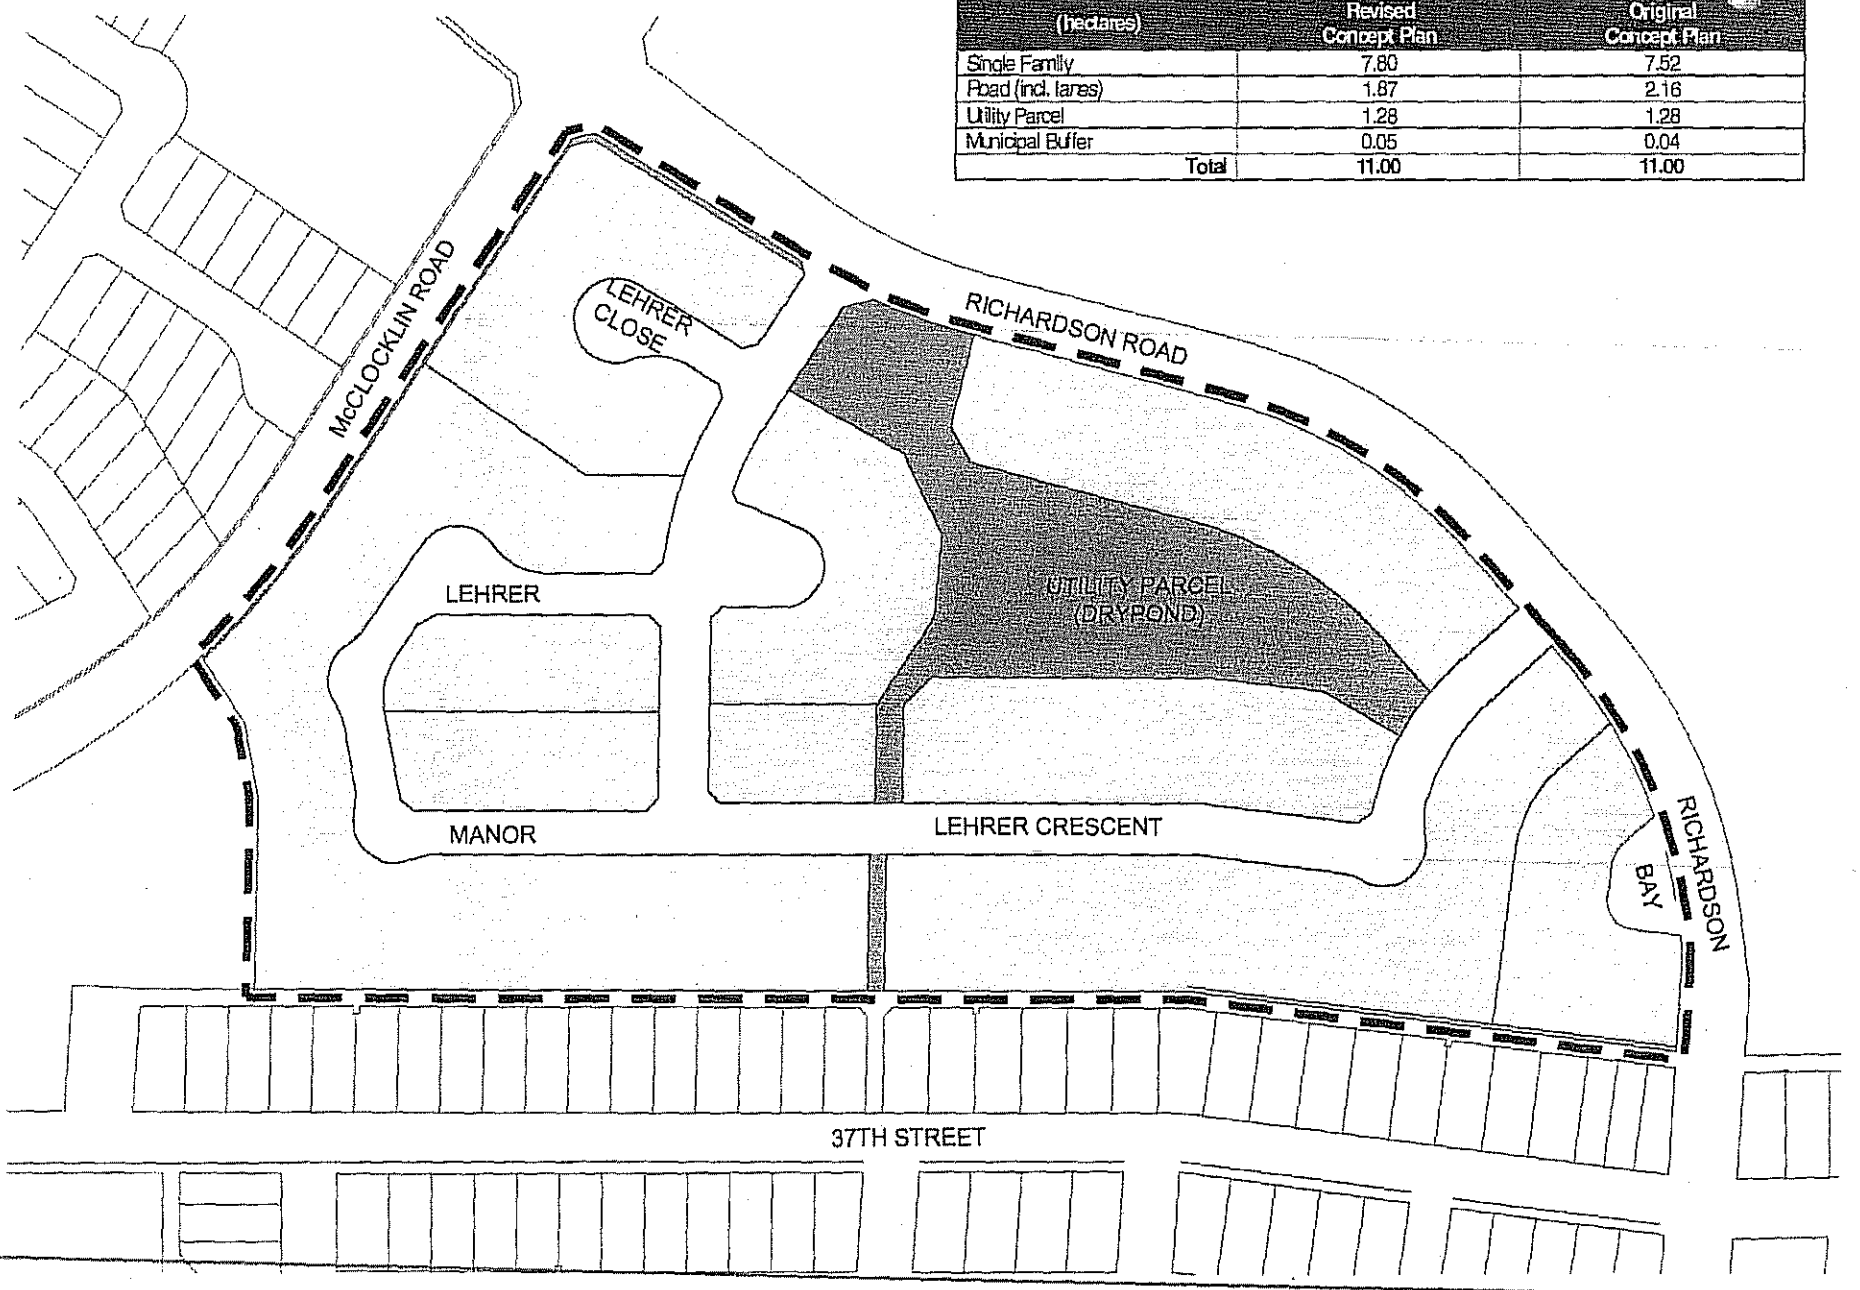 (hectares) Revised Concept Plan Original Concept Plan
Single Family 7.80 7.52
Road (incl. lanes) 1.87 2.16
Utility Parcel 1.28 1.28
Municipal Buffer 0.05 0.04
Total 11.00 11.00
McCLOCKLIN ROAD
LEHRER
CLOSE
RICHARDSON ROAD
LEHRER
UTILITY PARCEL
(DRYPOND)
MANOR
LEHRER CRESCENT
RICHARDSON
BAY
37TH STREET